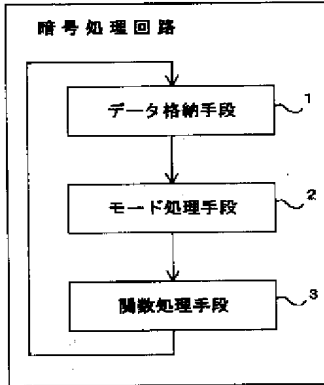 暗号処理回路
データ格納手段
1
モード処理手段
2
関数処理手段
3